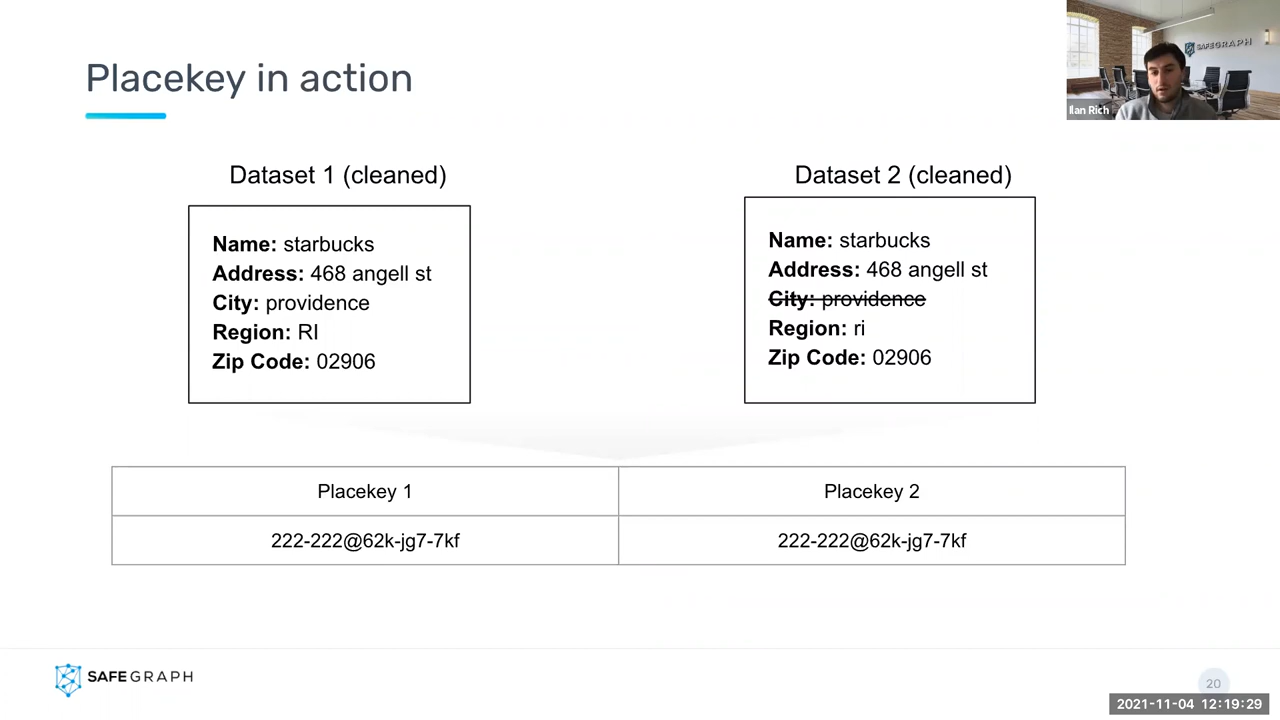 Placekey in action
SAFEGRAPH
Ilan Rich
Dataset 1 (cleaned)
Name: starbucks
Address: 468 angell st
City: providence
Region: RI
Zip Code: 02906
Dataset 2 (cleaned)
Name: starbucks
Address: 468 angell st
City: providence
Region: ri
Zip Code: 02906
Placekey 1
Placekey 2
222-222@62k-jg7-7kf
222-222@62k-jg7-7kf
SAFEGRAPH
20
2021-11-04 12:19:29